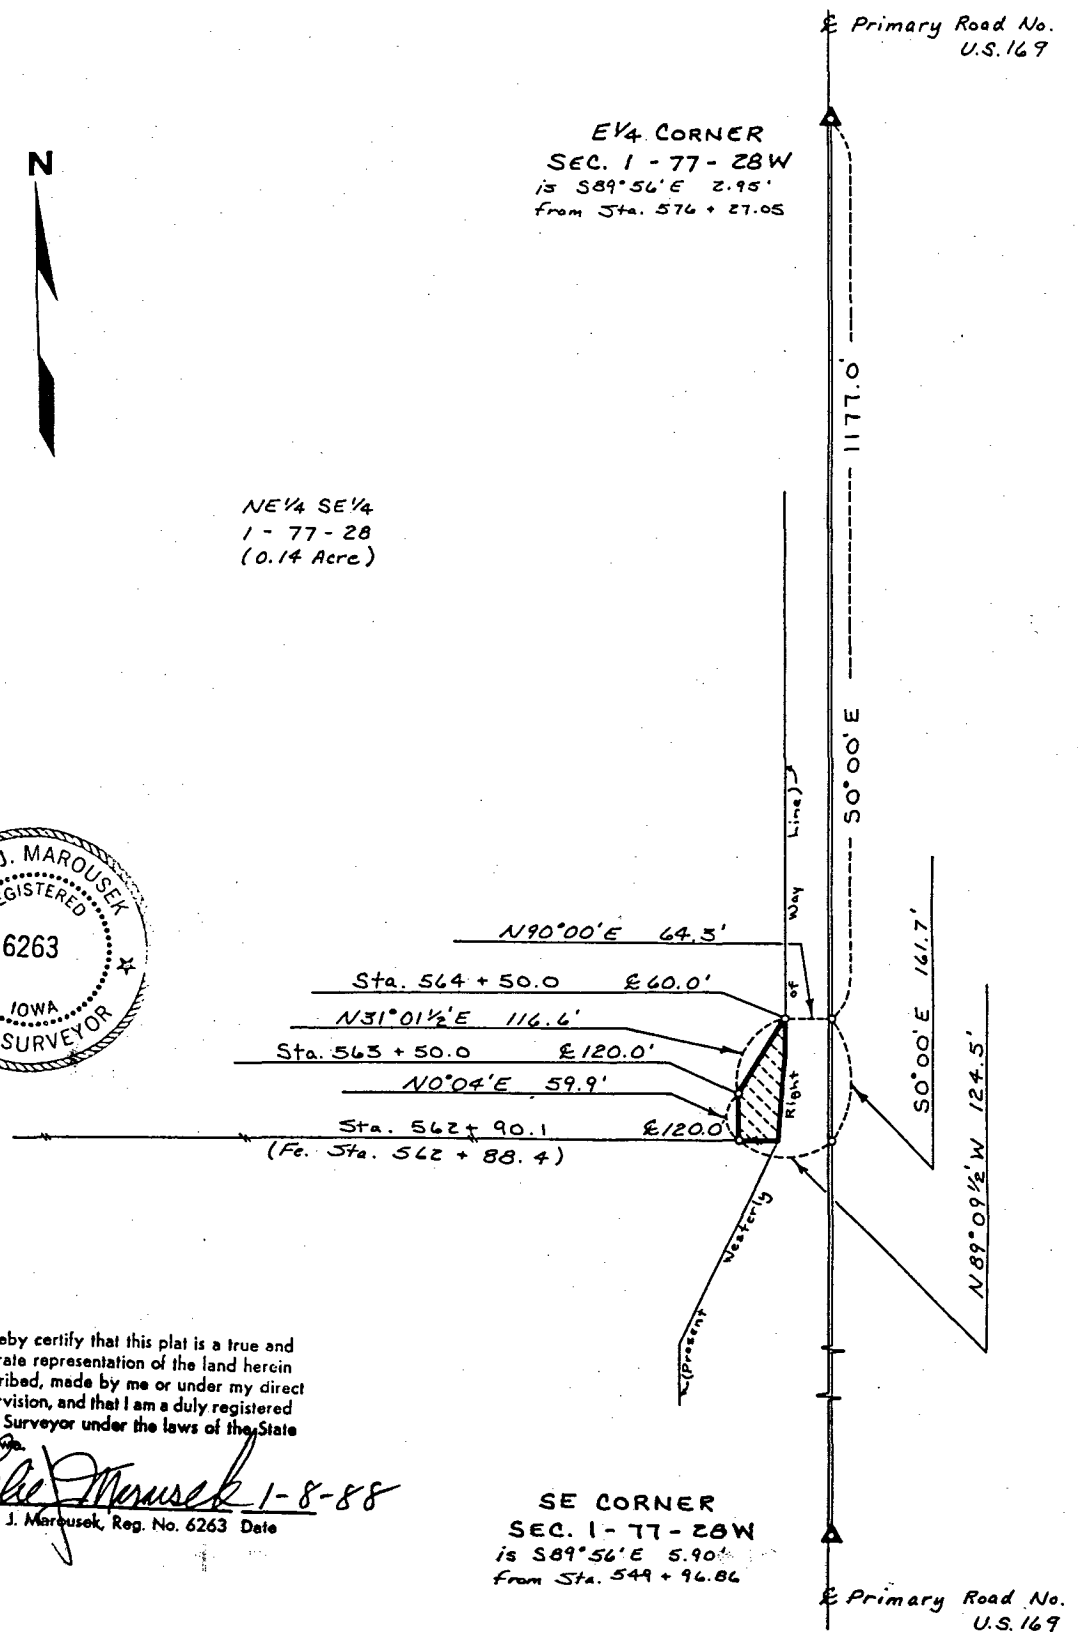 ℄ Primary Road No.
U.S. 169
E1/4 CORNER
SEC. 1 - 77 - 28W
is S89°56'E 2.95'
from Sta. 576 + 27.05
N
1177.0'
NE1/4 SE1/4
1 - 77 - 28
(0.14 Acre)
S0°00'E
Line)
Way
of
Right
Westerly
(Present
J. MAROUSEK
EGISTERED
6263
IOWA
SURVEYOR
N90°00'E 64.3'
Sta. 564 + 50.0 ℄ 60.0'
N31°01½'E 116.6'
Sta. 563 + 50.0 ℄ 120.0'
N0°04'E 59.9'
Sta. 562 + 90.1 ℄ 120.0'
(Fe. Sta. 562 + 88.4)
S0°00'E 161.7'
N89°09½'W 124.5'
eby certify that this plat is a true and
rate representation of the land herein
ribed, made by me or under my direct
rvision, and that I am a duly registered
Surveyor under the laws of the State
wa.
J Marousek 1-8-88
J. Marousek, Reg. No. 6263 Date
SE CORNER
SEC. 1 - 77 - 28W
is S89°56'E 5.90'
from Sta. 549 + 96.86
℄ Primary Road No.
U.S. 169